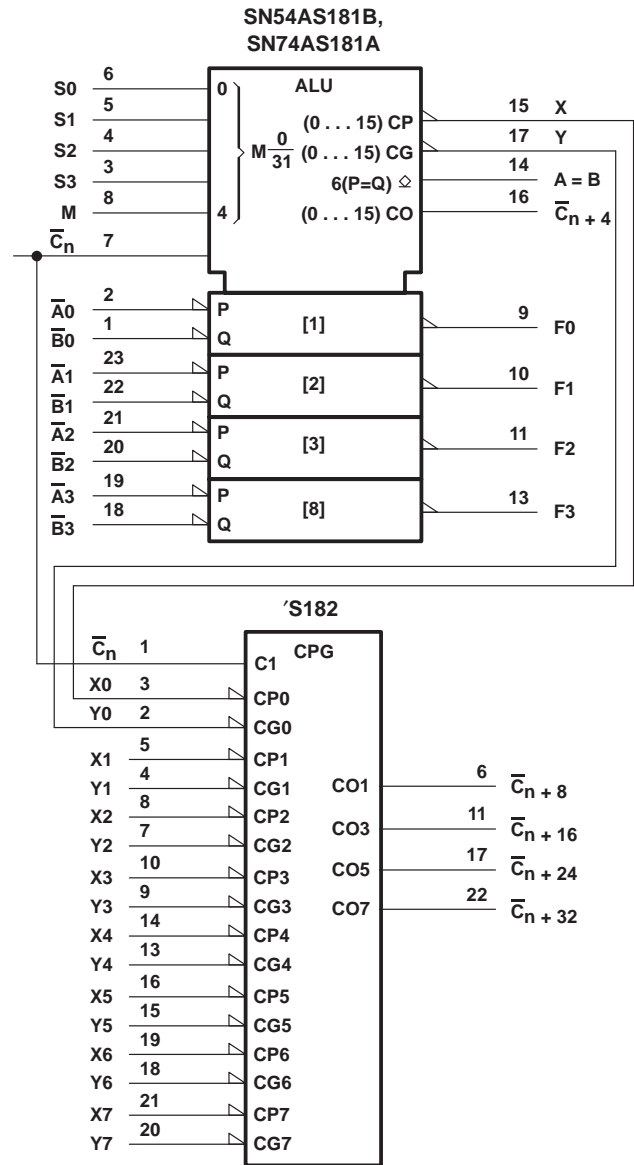 SN54AS181B,
SN74AS181A
ALU
S0 6 0
S1 5
S2 4
S3 3
M 8 4
M 0/31
(0 . . . 15) CP 15 X
(0 . . . 15) CG 17 Y
6(P=Q) ◇ 14 A = B
(0 . . . 15) CO 16 C̅n + 4
C̅n 7
A̅0 2 P
B̅0 1 Q
[1] 9 F0
A̅1 23 P
B̅1 22 Q
[2] 10 F1
A̅2 21 P
B̅2 20 Q
[3] 11 F2
A̅3 19 P
B̅3 18 Q
[8] 13 F3
′S182
CPG
C̅n 1 C1
X0 3 CP0
Y0 2 CG0
X1 5 CP1
Y1 4 CG1
X2 8 CP2
Y2 7 CG2
X3 10 CP3
Y3 9 CG3
X4 14 CP4
Y4 13 CG4
X5 16 CP5
Y5 15 CG5
X6 19 CP6
Y6 18 CG6
X7 21 CP7
Y7 20 CG7
CO1 6 C̅n + 8
CO3 11 C̅n + 16
CO5 17 C̅n + 24
CO7 22 C̅n + 32